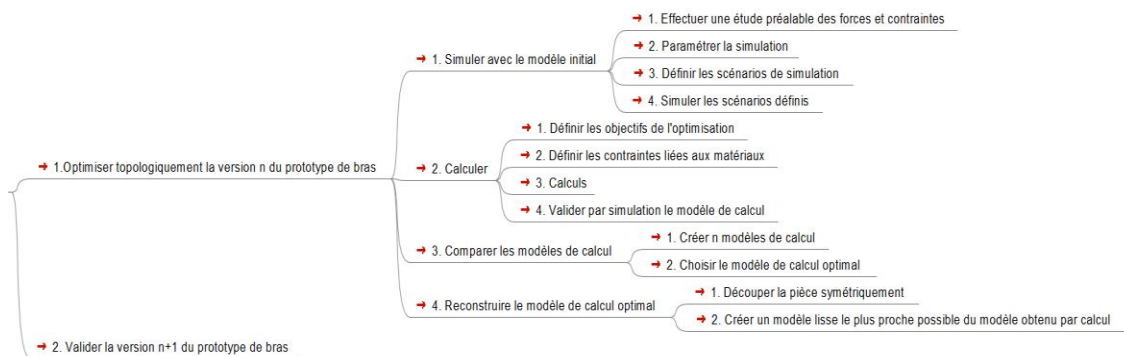 1.Optimiser topologiquement la version n du prototype de bras
1. Simuler avec le modèle initial
1. Effectuer une étude préalable des forces et contraintes
2. Paramétrer la simulation
3. Définir les scénarios de simulation
4. Simuler les scénarios définis
2. Calculer
1. Définir les objectifs de l'optimisation
2. Définir les contraintes liées aux matériaux
3. Calculs
4. Valider par simulation le modèle de calcul
3. Comparer les modèles de calcul
1. Créer n modèles de calcul
2. Choisir le modèle de calcul optimal
4. Reconstruire le modèle de calcul optimal
1. Découper la pièce symétriquement
2. Créer un modèle lisse le plus proche possible du modèle obtenu par calcul
2. Valider la version n+1 du prototype de bras